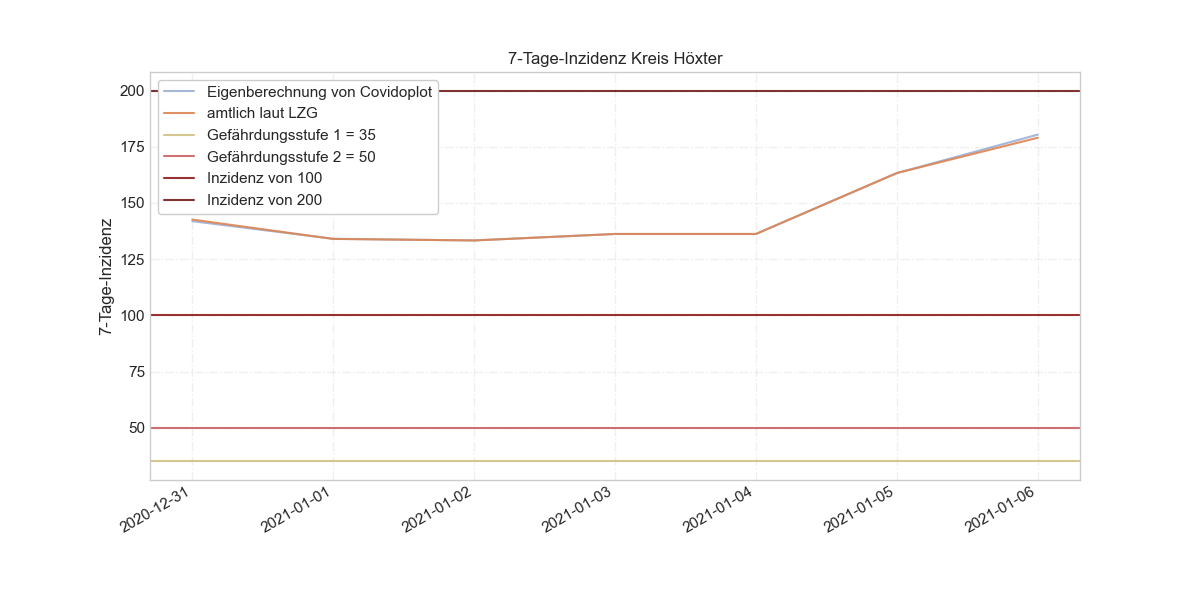 7-Tage-Inzidenz Kreis Höxter
Eigenberechnung von Covidoplot
amtlich laut LZG
Gefährdungsstufe 1 = 35
Gefährdungsstufe 2 = 50
Inzidenz von 100
Inzidenz von 200
7-Tage-Inzidenz
200
175
150
125
100
75
50
2020-12-31
2021-01-01
2021-01-02
2021-01-03
2021-01-04
2021-01-05
2021-01-06